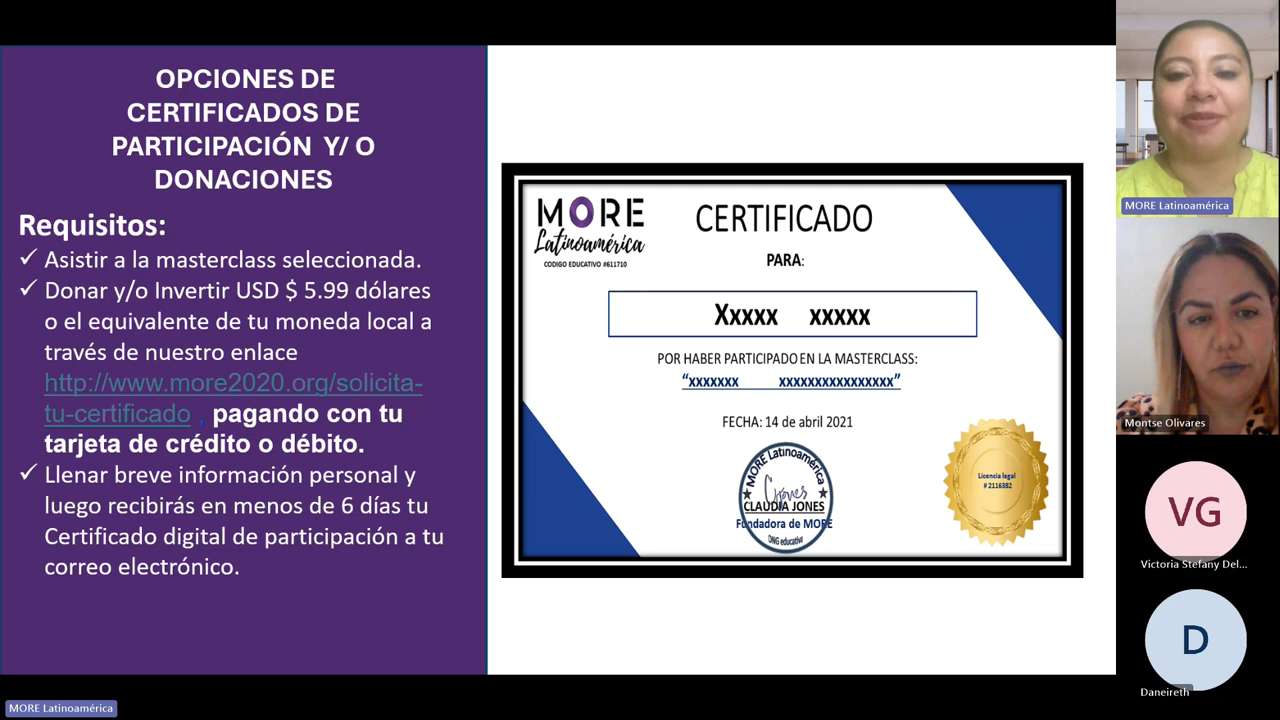 OPCIONES DE
CERTIFICADOS DE
PARTICIPACIÓN Y/ O
DONACIONES
Requisitos:
✓ Asistir a la masterclass seleccionada.
✓ Donar y/o Invertir USD $ 5.99 dólares
o el equivalente de tu moneda local a
través de nuestro enlace
http://www.more2020.org/solicita-
tu-certificado , pagando con tu
tarjeta de crédito o débito.
✓ Llenar breve información personal y
luego recibirás en menos de 6 días tu
Certificado digital de participación a tu
correo electrónico.
MORE
Latinoamérica
CODIGO EDUCATIVO #611710
CERTIFICADO
PARA:
Xxxxx xxxxx
POR HABER PARTICIPADO EN LA MASTERCLASS:
“xxxxxxx xxxxxxxxxxxxxxxx”
FECHA: 14 de abril 2021
MORE Latinoamérica
CLAUDIA JONES
Fundadora de MORE
Licencia legal
# 2116382
MORE Latinoamérica
Montse Olivares
VG
Victoria Stefany Del...
D
Daneireth
MORE Latinoamérica